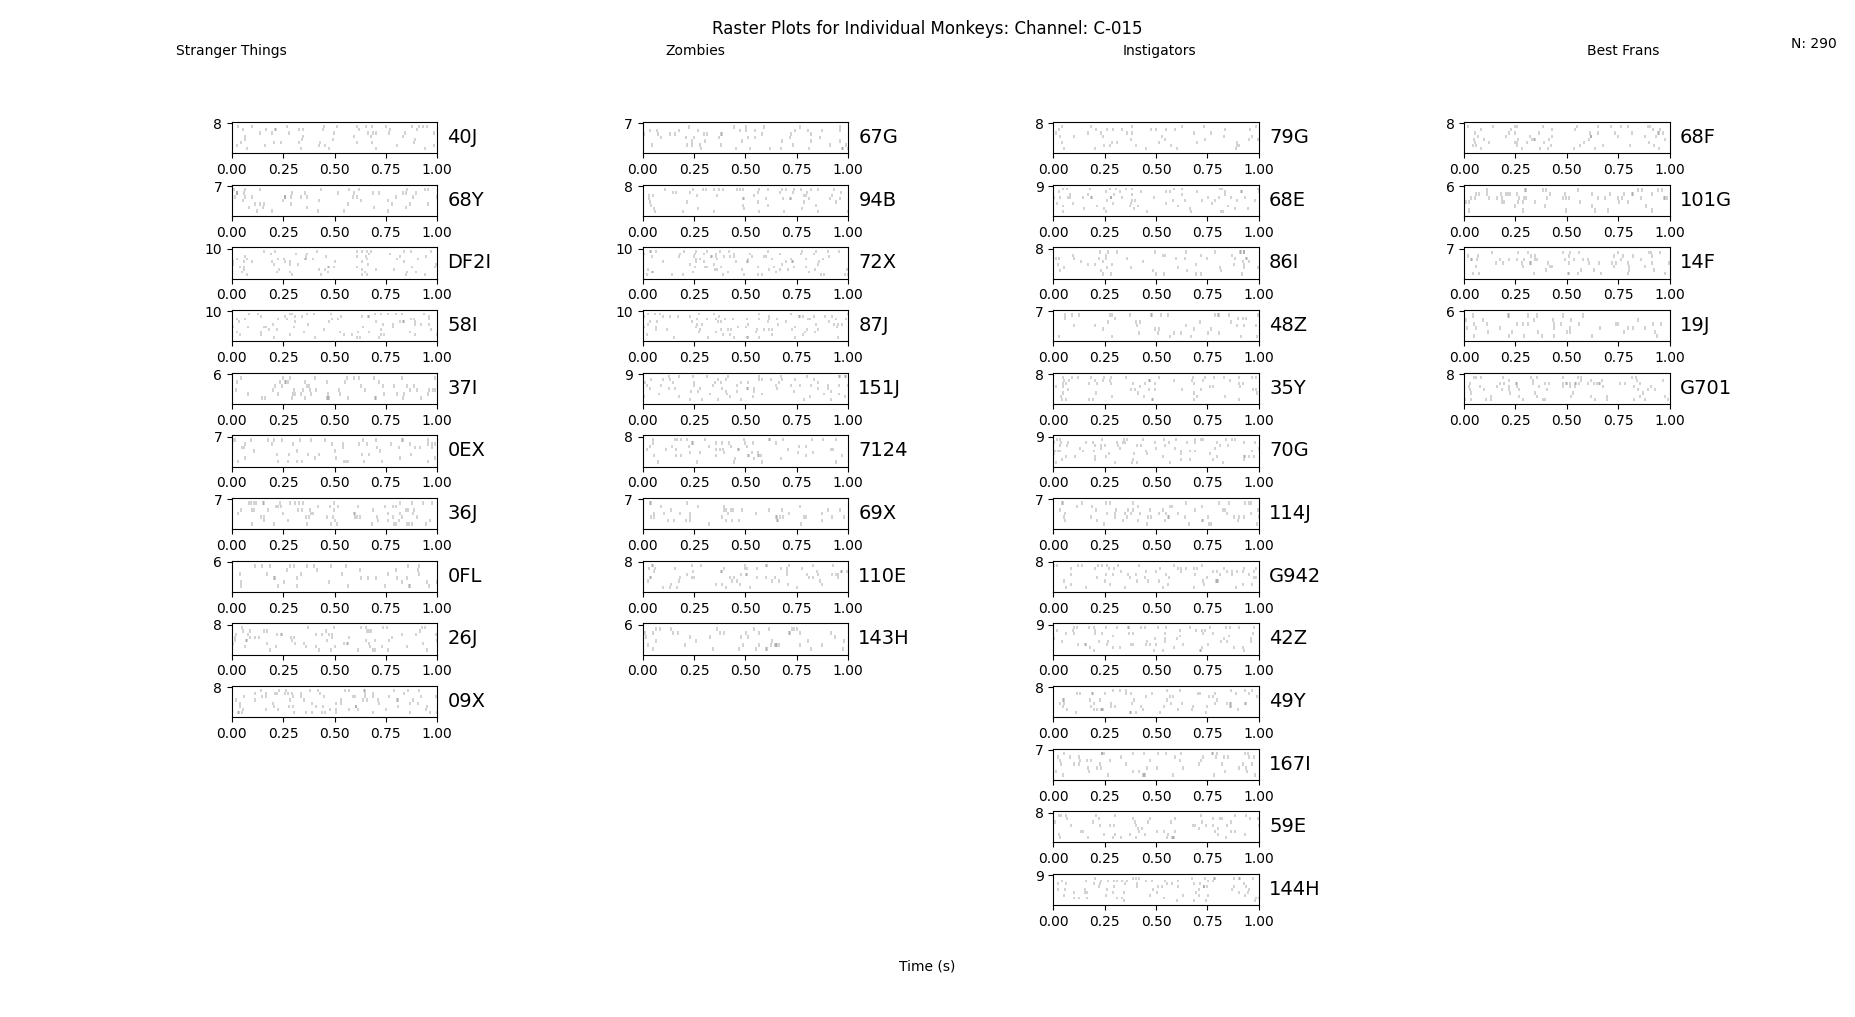 Raster Plots for Individual Monkeys: Channel: C-015
Stranger Things Zombies Instigators Best Frans N: 290
8 40J 7 67G 8 79G 8 68F
0.00 0.25 0.50 0.75 1.00 0.00 0.25 0.50 0.75 1.00 0.00 0.25 0.50 0.75 1.00 0.00 0.25 0.50 0.75 1.00
7 68Y 8 94B 9 68E 6 101G
0.00 0.25 0.50 0.75 1.00 0.00 0.25 0.50 0.75 1.00 0.00 0.25 0.50 0.75 1.00 0.00 0.25 0.50 0.75 1.00
10 DF2I 10 72X 8 86I 7 14F
0.00 0.25 0.50 0.75 1.00 0.00 0.25 0.50 0.75 1.00 0.00 0.25 0.50 0.75 1.00 0.00 0.25 0.50 0.75 1.00
10 58I 10 87J 7 48Z 6 19J
0.00 0.25 0.50 0.75 1.00 0.00 0.25 0.50 0.75 1.00 0.00 0.25 0.50 0.75 1.00 0.00 0.25 0.50 0.75 1.00
6 37I 9 151J 8 35Y 8 G701
0.00 0.25 0.50 0.75 1.00 0.00 0.25 0.50 0.75 1.00 0.00 0.25 0.50 0.75 1.00 0.00 0.25 0.50 0.75 1.00
7 0EX 8 7124 9 70G
0.00 0.25 0.50 0.75 1.00 0.00 0.25 0.50 0.75 1.00 0.00 0.25 0.50 0.75 1.00
7 36J 7 69X 7 114J
0.00 0.25 0.50 0.75 1.00 0.00 0.25 0.50 0.75 1.00 0.00 0.25 0.50 0.75 1.00
6 0FL 8 110E 8 G942
0.00 0.25 0.50 0.75 1.00 0.00 0.25 0.50 0.75 1.00 0.00 0.25 0.50 0.75 1.00
8 26J 6 143H 9 42Z
0.00 0.25 0.50 0.75 1.00 0.00 0.25 0.50 0.75 1.00 0.00 0.25 0.50 0.75 1.00
8 09X 8 49Y
0.00 0.25 0.50 0.75 1.00 0.00 0.25 0.50 0.75 1.00
7 167I
0.00 0.25 0.50 0.75 1.00
8 59E
0.00 0.25 0.50 0.75 1.00
9 144H
0.00 0.25 0.50 0.75 1.00
Time (s)